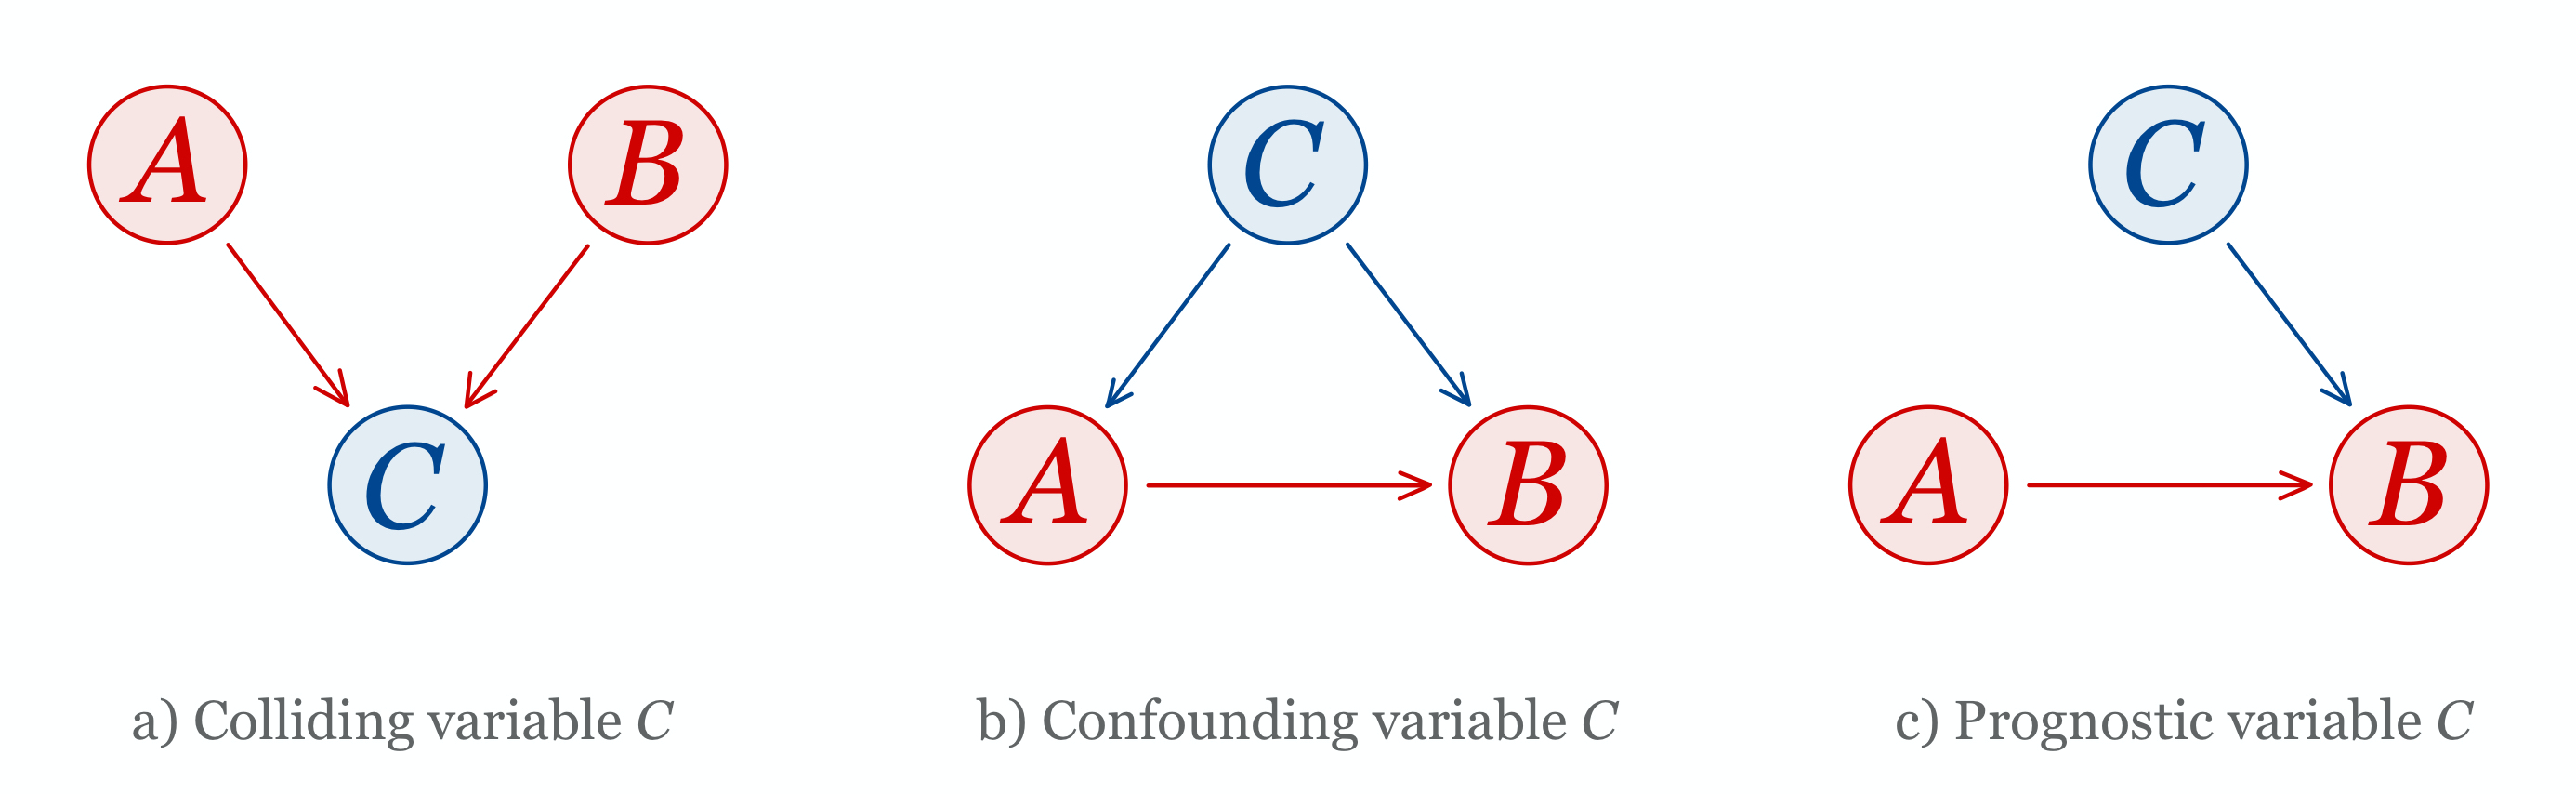 A
B
C
a) Colliding variable C
C
A
B
b) Confounding variable C
C
A
B
c) Prognostic variable C